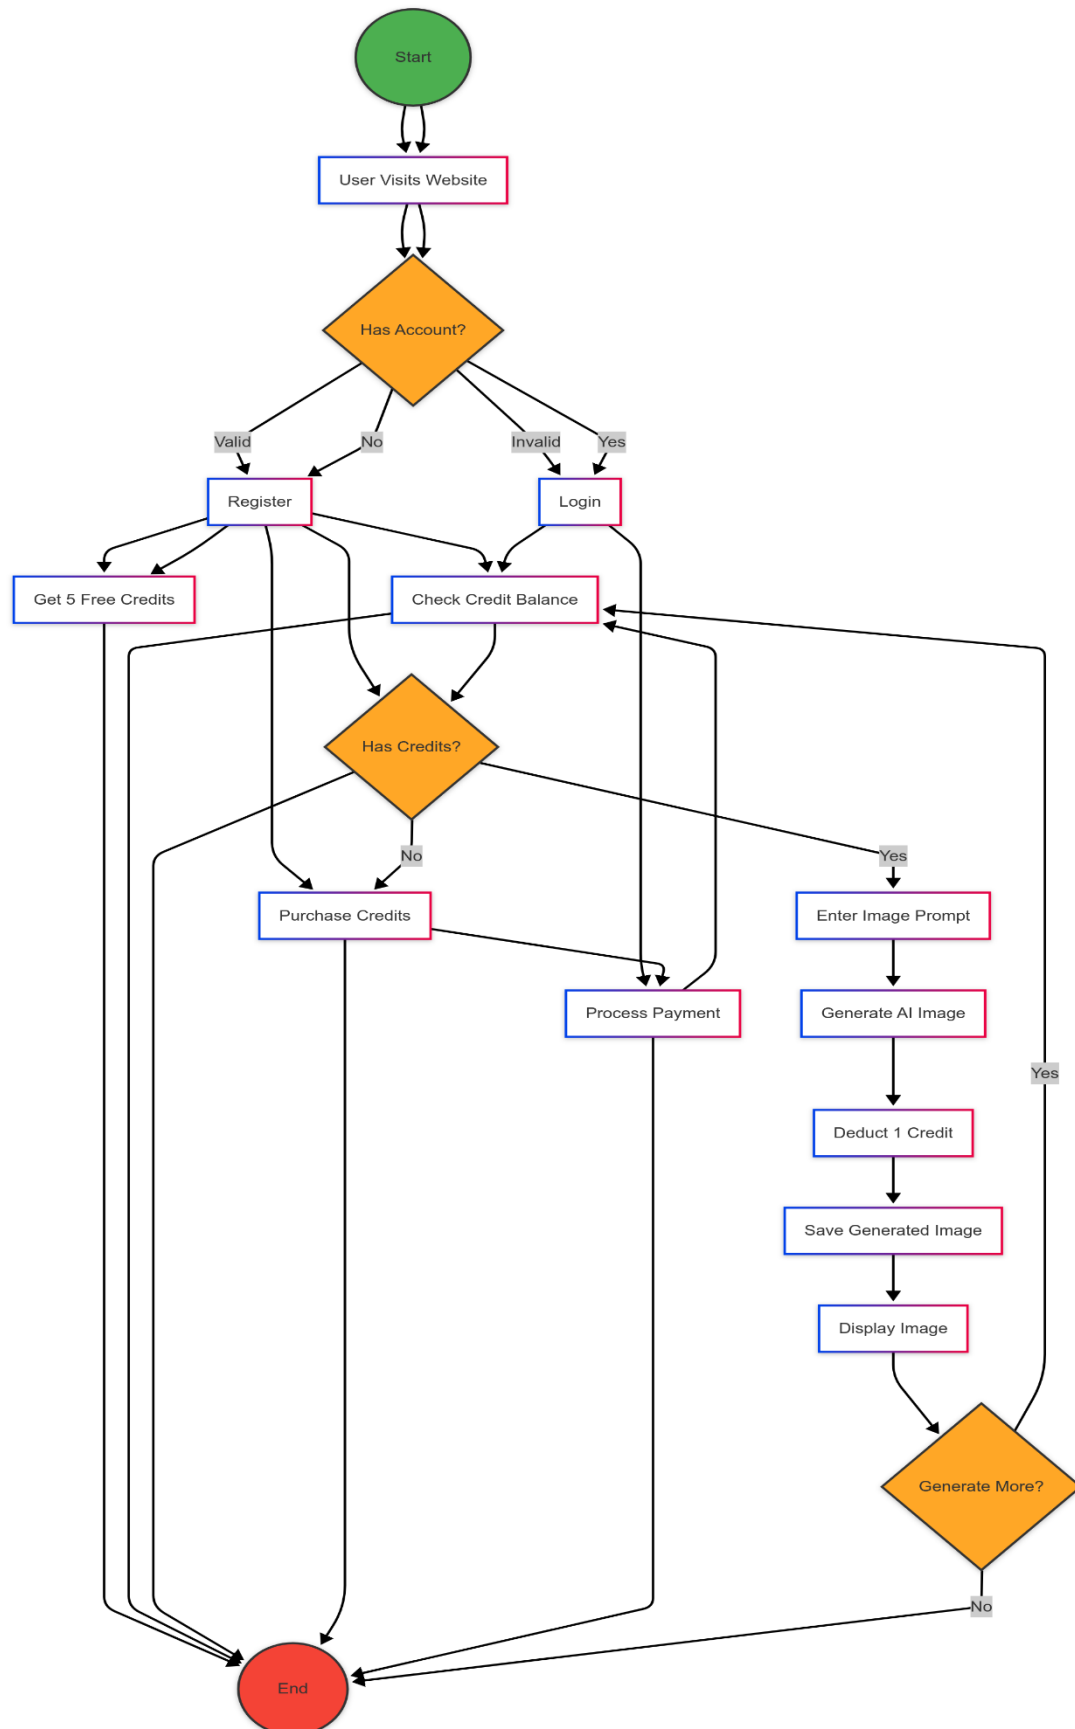 Start
User Visits Website
Has Account?
Valid
No
Invalid
Yes
Register
Login
Get 5 Free Credits
Check Credit Balance
Has Credits?
No
Yes
Purchase Credits
Enter Image Prompt
Process Payment
Generate AI Image
Yes
Deduct 1 Credit
Save Generated Image
Display Image
Generate More?
No
End